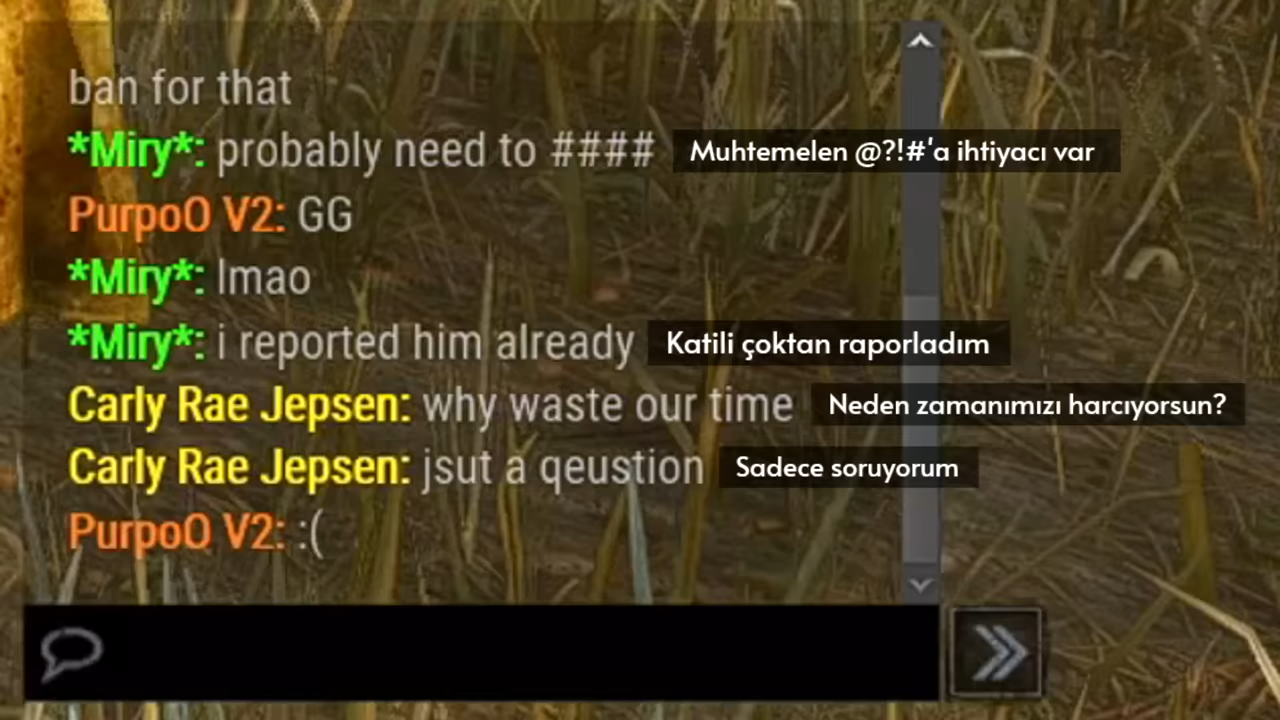 ban for that
*Miry*: probably need to #### Muhtemelen @?!#'a ihtiyacı var
PurpoO V2: GG
*Miry*: lmao
*Miry*: i reported him already Katili çoktan raporladım
Carly Rae Jepsen: why waste our time Neden zamanımızı harcıyorsun?
Carly Rae Jepsen: jsut a qeustion Sadece soruyorum
PurpoO V2: :(